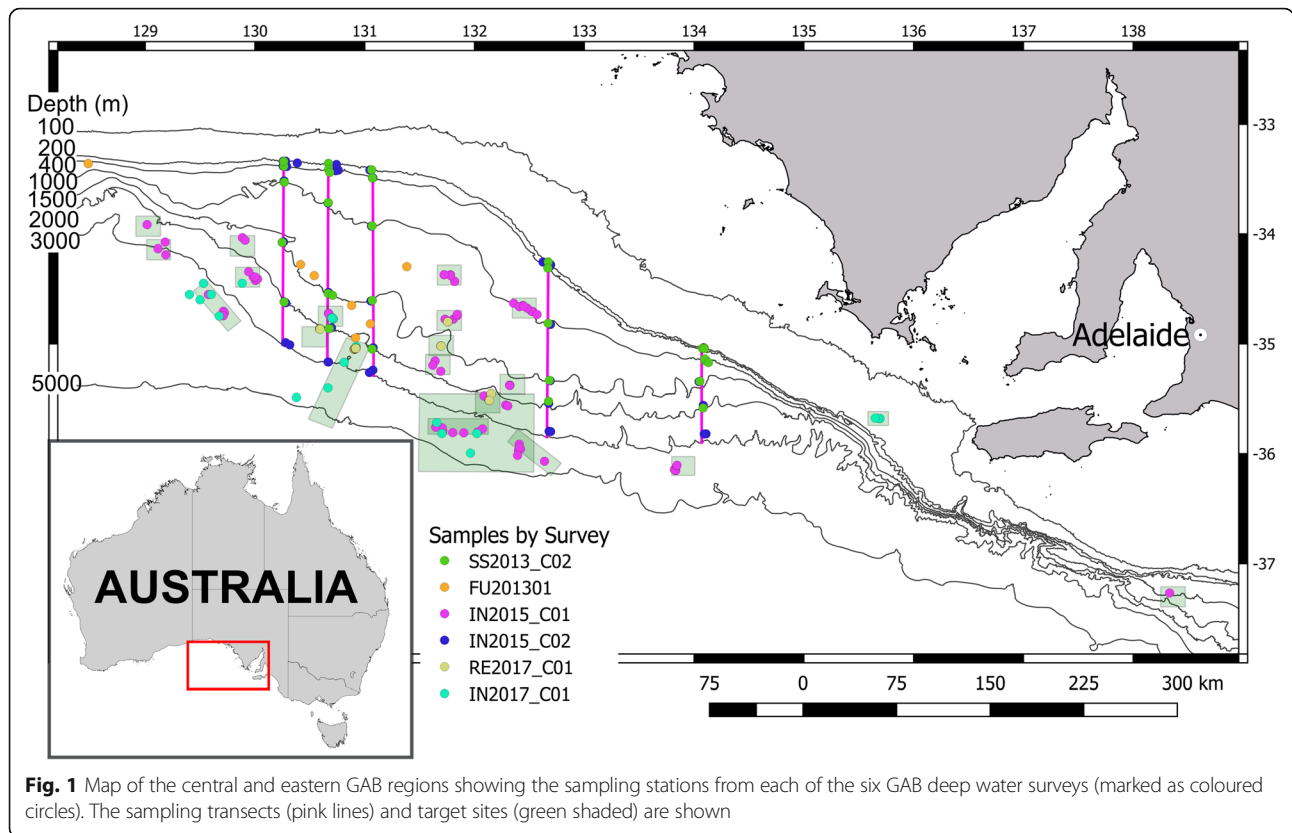 129 130 131 132 133 134 135 136 137 138
Depth (m)
100
200
400
1000
1500
2000
3000
5000
-33
-34
-35
-36
-37
Adelaide
AUSTRALIA
Samples by Survey
SS2013_C02
FU201301
IN2015_C01
IN2015_C02
RE2017_C01
IN2017_C01
75 0 75 150 225 300 km
Fig. 1 Map of the central and eastern GAB regions showing the sampling stations from each of the six GAB deep water surveys (marked as coloured
circles). The sampling transects (pink lines) and target sites (green shaded) are shown